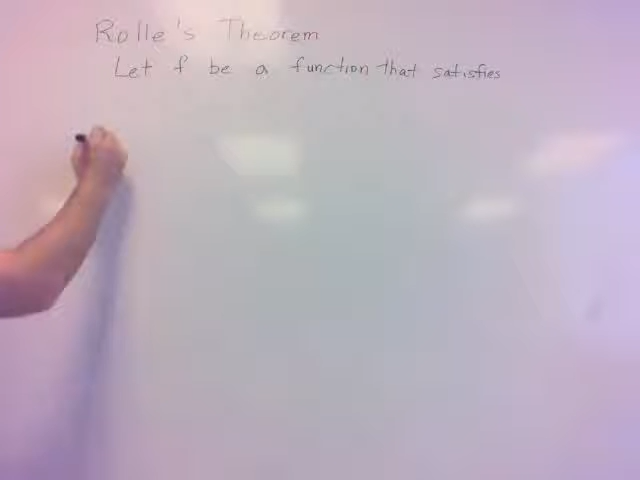 Rolle's Theorem
Let f be a function that satisfies